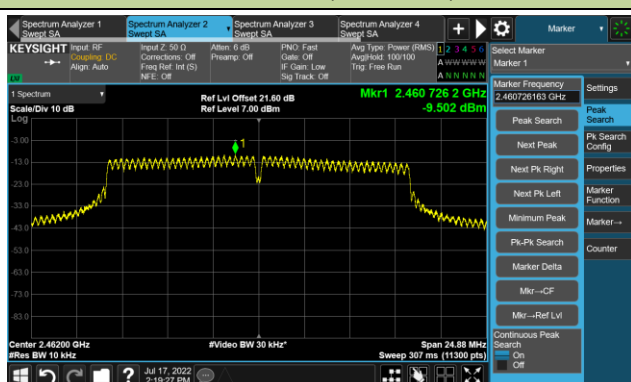 Spectrum Analyzer 1
Swept SA
Spectrum Analyzer 2
Swept SA
Spectrum Analyzer 3
Swept SA
Spectrum Analyzer 4
Swept SA
+
Marker
KEYSIGHT
Input: RF
Coupling: DC
Align: Auto
Input Z: 50 Ω
Corrections: Off
Freq Ref: Int (S)
NFE: Off
Atten: 6 dB
Preamp: Off
PNO: Fast
Gate: Off
IF Gain: Low
Sig Track: Off
Avg Type: Power (RMS)
Avg|Hold: 100/100
Trig: Free Run
1 2 3 4 5 6
A W W W W W
A N N N N N
Select Marker
Marker 1
1 Spectrum
Scale/Div 10 dB
Log
Ref Lvl Offset 21.60 dB
Ref Level 7.00 dBm
Mkr1 2.460 726 2 GHz
-9.502 dBm
1
-3.00
-13.0
-23.0
-33.0
-43.0
-53.0
-63.0
-73.0
-83.0
Center 2.46200 GHz
#Res BW 10 kHz
#Video BW 30 kHz*
Span 24.88 MHz
Sweep 307 ms (11300 pts)
Marker Frequency
2.460726163 GHz
Peak Search
Next Peak
Next Pk Right
Next Pk Left
Minimum Peak
Pk-Pk Search
Marker Delta
Mkr→CF
Mkr→Ref Lvl
Continuous Peak
Search
On
Off
Settings
Peak
Search
Pk Search
Config
Properties
Marker
Function
Marker→
Counter
?
Jul 17, 2022
2:19:27 PM